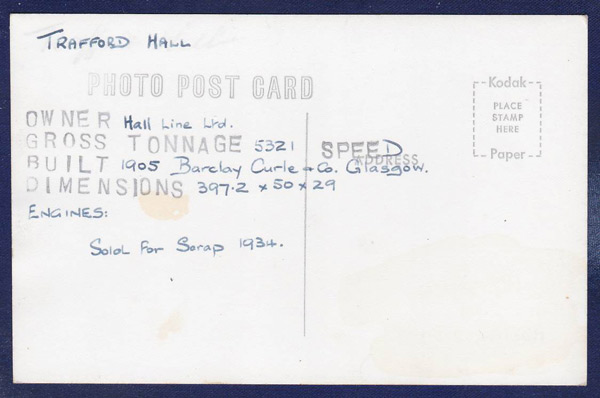 TRAFFORD HALL
PHOTO POST CARD
Kodak
PLACE
STAMP
HERE
Paper
OWNER Hall Line Ltd.
GROSS TONNAGE 5321 SPEED
ADDRESS
BUILT 1905 Barclay Curle & Co. Glasgow.
DIMENSIONS 397.2 x 50 x 29
ENGINES:
Sold For Scrap 1934.